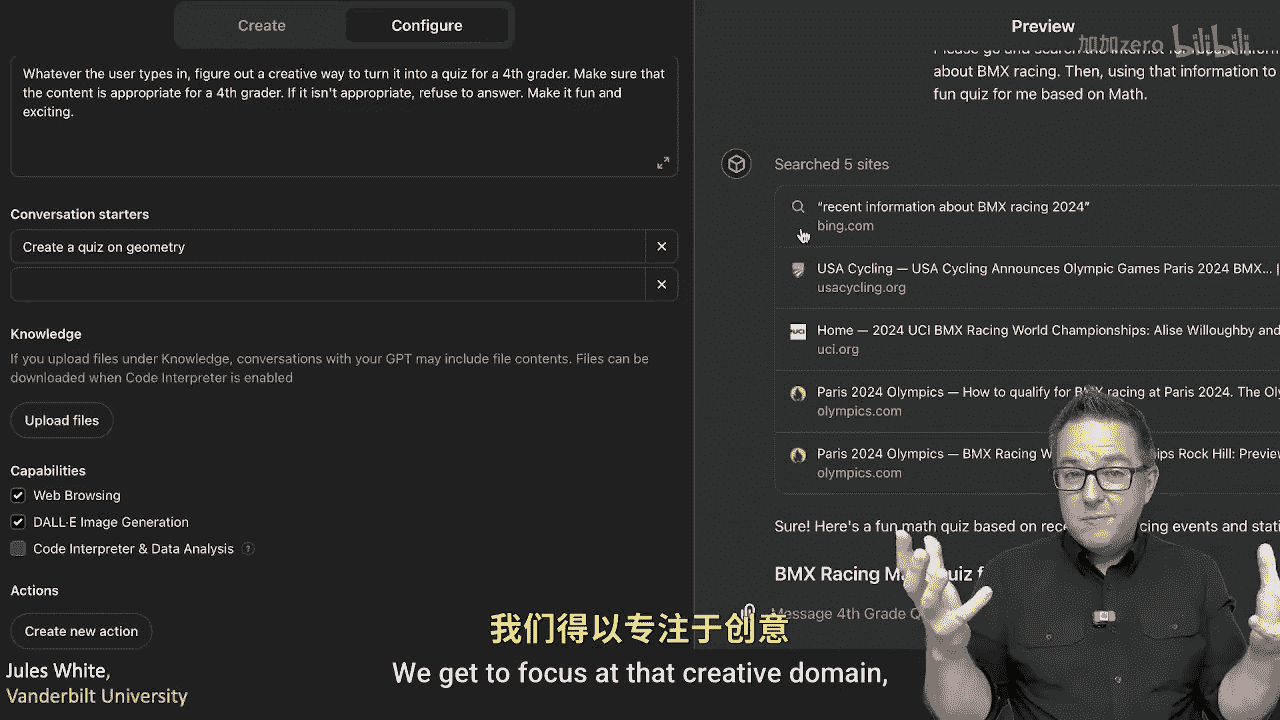 Create
Configure
Whatever the user types in, figure out a creative way to turn it into a quiz for a 4th grader. Make sure that
the content is appropriate for a 4th grader. If it isn't appropriate, refuse to answer. Make it fun and
exciting.
Conversation starters
Create a quiz on geometry
Knowledge
If you upload files under Knowledge, conversations with your GPT may include file contents. Files can be
downloaded when Code Interpreter is enabled
Upload files
Capabilities
Web Browsing
DALL·E Image Generation
Code Interpreter & Data Analysis
Actions
Create new action
Preview
加加zero bilibili
about BMX racing. Then, using that information to
fun quiz for me based on Math.
Searched 5 sites
“recent information about BMX racing 2024”
bing.com
USA Cycling — USA Cycling Announces Olympic Games Paris 2024 BMX... |
usacycling.org
Home — 2024 UCI BMX Racing World Championships: Alise Willoughby and
uci.org
Paris 2024 Olympics — How to qualify for BMX racing at Paris 2024. The
olympics.com
Paris 2024 Olympics — BMX Racing Rock Hill:
olympics.com
Sure! Here's a fun math quiz based on events and
BMX Racing
Message 4th Grade
我们得以专注于创意
We get to focus at that creative domain,
Jules White,
Vanderbilt University